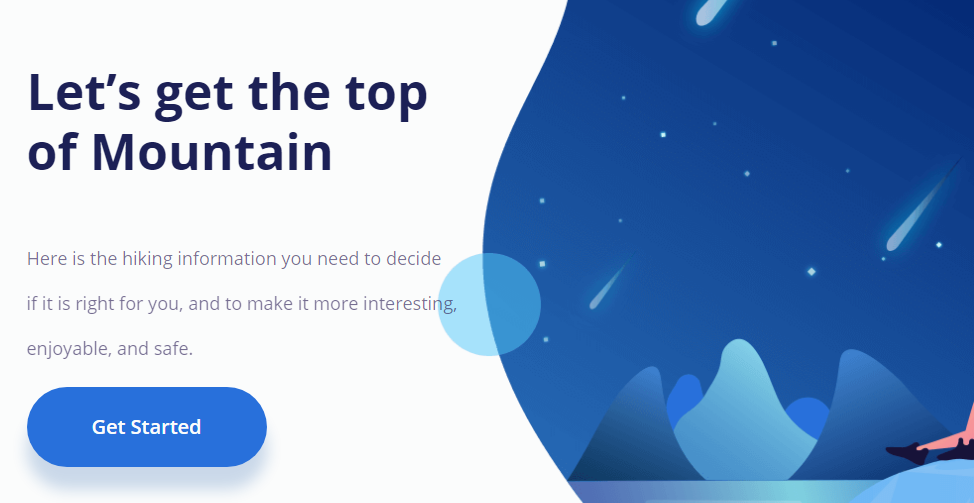 Let’s get the top
of Mountain
Here is the hiking information you need to decide
if it is right for you, and to make it more interesting,
enjoyable, and safe.
Get Started